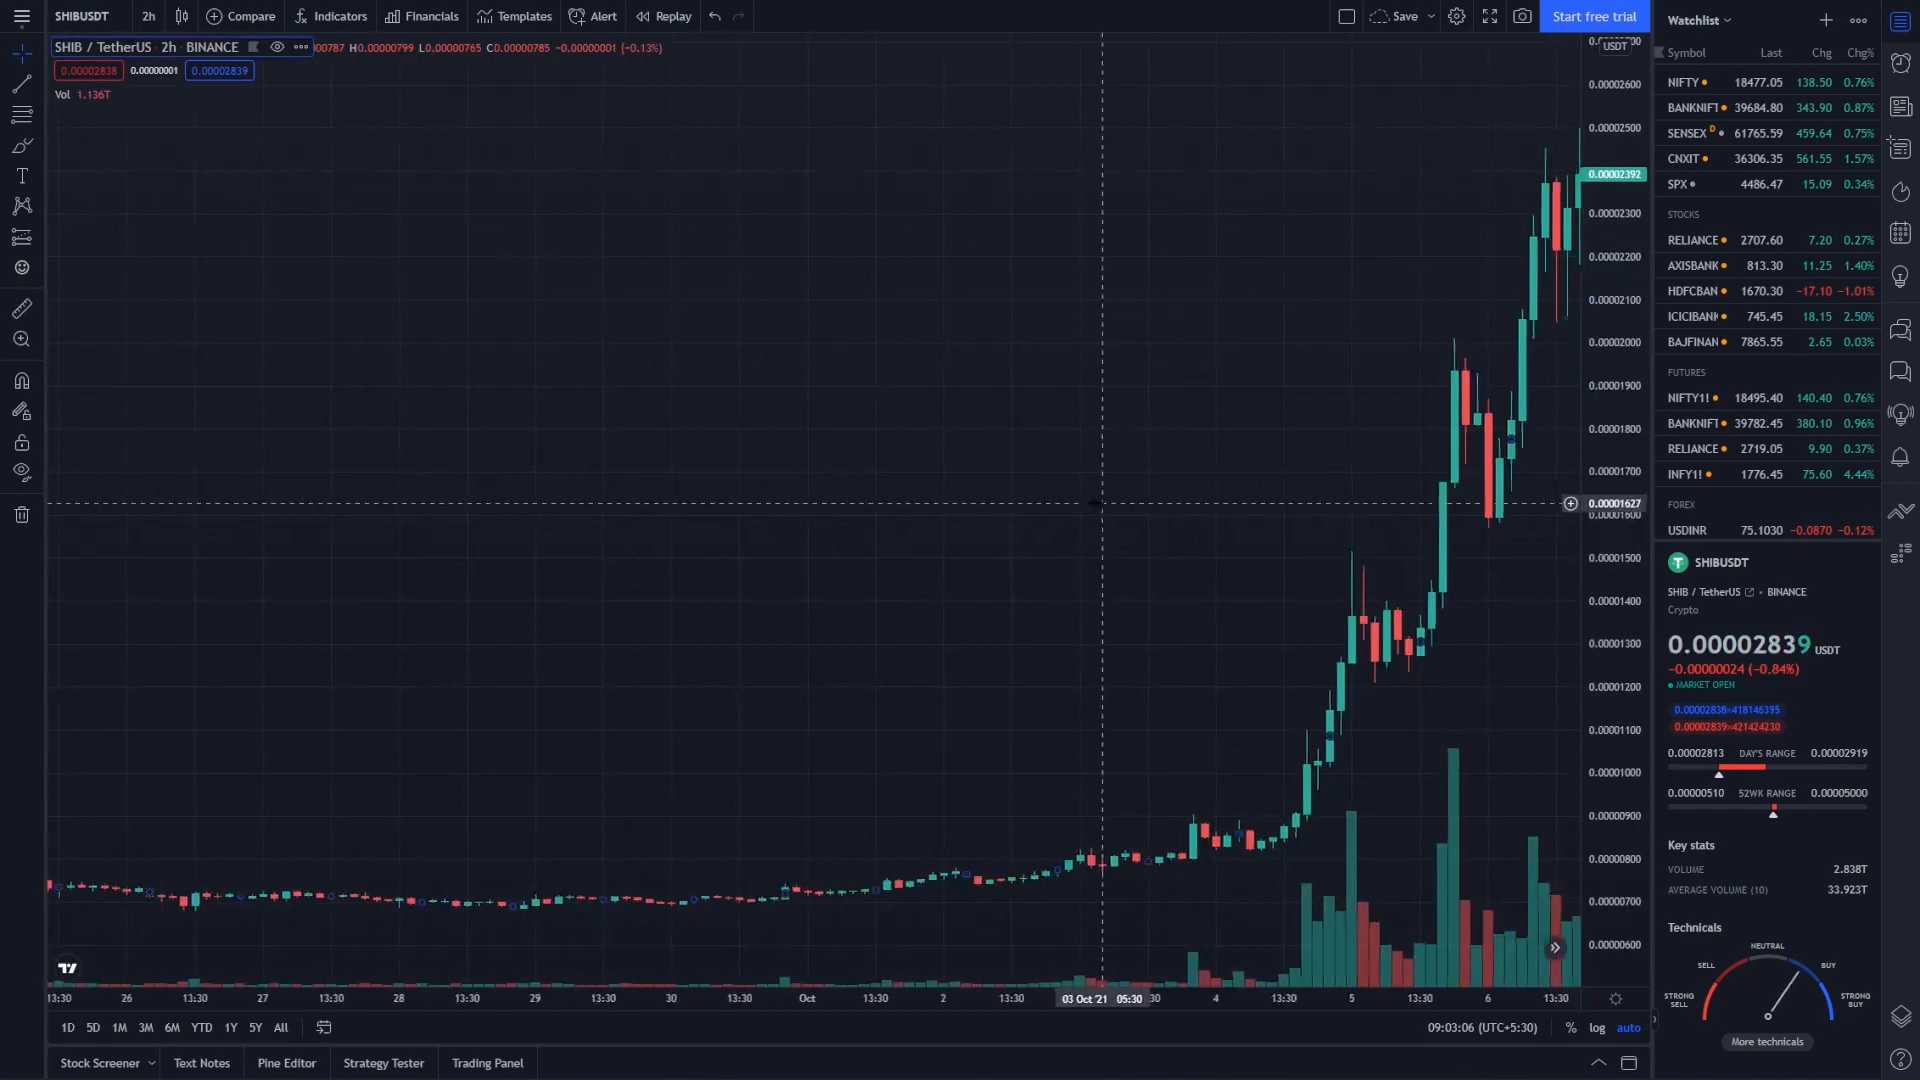 SHIBUSDT 2h Compare Indicators Financials Templates Alert Replay Save Start free trial
SHIB / TetherUS · 2h · BINANCE 00787 H0.00000799 L0.00000765 C0.00000785 −0.00000001 (−0.13%)
0.00002838 0.00000001 0.00002839
Vol 1.136T
USDT
0.00002600
0.00002500
0.00002392
0.00002300
0.00002200
0.00002100
0.00002000
0.00001900
0.00001800
0.00001700
0.00001627
0.00001600
0.00001500
0.00001400
0.00001300
0.00001200
0.00001100
0.00001000
0.00000900
0.00000800
0.00000700
0.00000600
13:30 26 13:30 27 13:30 28 13:30 29 13:30 30 13:30 Oct 13:30 2 13:30 03 Oct '21 05:30 :30 4 13:30 5 13:30 6 13:30
1D 5D 1M 3M 6M YTD 1Y 5Y All 09:03:06 (UTC+5:30) % log auto
Stock Screener Text Notes Pine Editor Strategy Tester Trading Panel
Watchlist
Symbol Last Chg Chg%
NIFTY 18477.05 138.50 0.76%
BANKNIFT 39684.80 343.90 0.87%
SENSEX D 61765.59 459.64 0.75%
CNXIT 36306.35 561.55 1.57%
SPX 4486.47 15.09 0.34%
STOCKS
RELIANCE 2707.60 7.20 0.27%
AXISBANK 813.30 11.25 1.40%
HDFCBAN 1670.30 −17.10 −1.01%
ICICIBANK 745.45 18.15 2.50%
BAJFINAN 7865.55 2.65 0.03%
FUTURES
NIFTY1! 18495.40 140.40 0.76%
BANKNIFT 39782.45 380.10 0.96%
RELIANCE 2719.05 9.90 0.37%
INFY1! 1776.45 75.60 4.44%
FOREX
USDINR 75.1030 −0.0870 −0.12%
SHIBUSDT
SHIB / TetherUS • BINANCE
Crypto
0.00002839 USDT
−0.00000024 (−0.84%)
MARKET OPEN
0.00002838×418146395
0.00002839×421424230
0.00002813 DAY'S RANGE 0.00002919
0.00000510 52WK RANGE 0.00005000
Key stats
VOLUME 2.838T
AVERAGE VOLUME (10) 33.923T
Technicals
NEUTRAL
SELL BUY
STRONG SELL STRONG BUY
More technicals